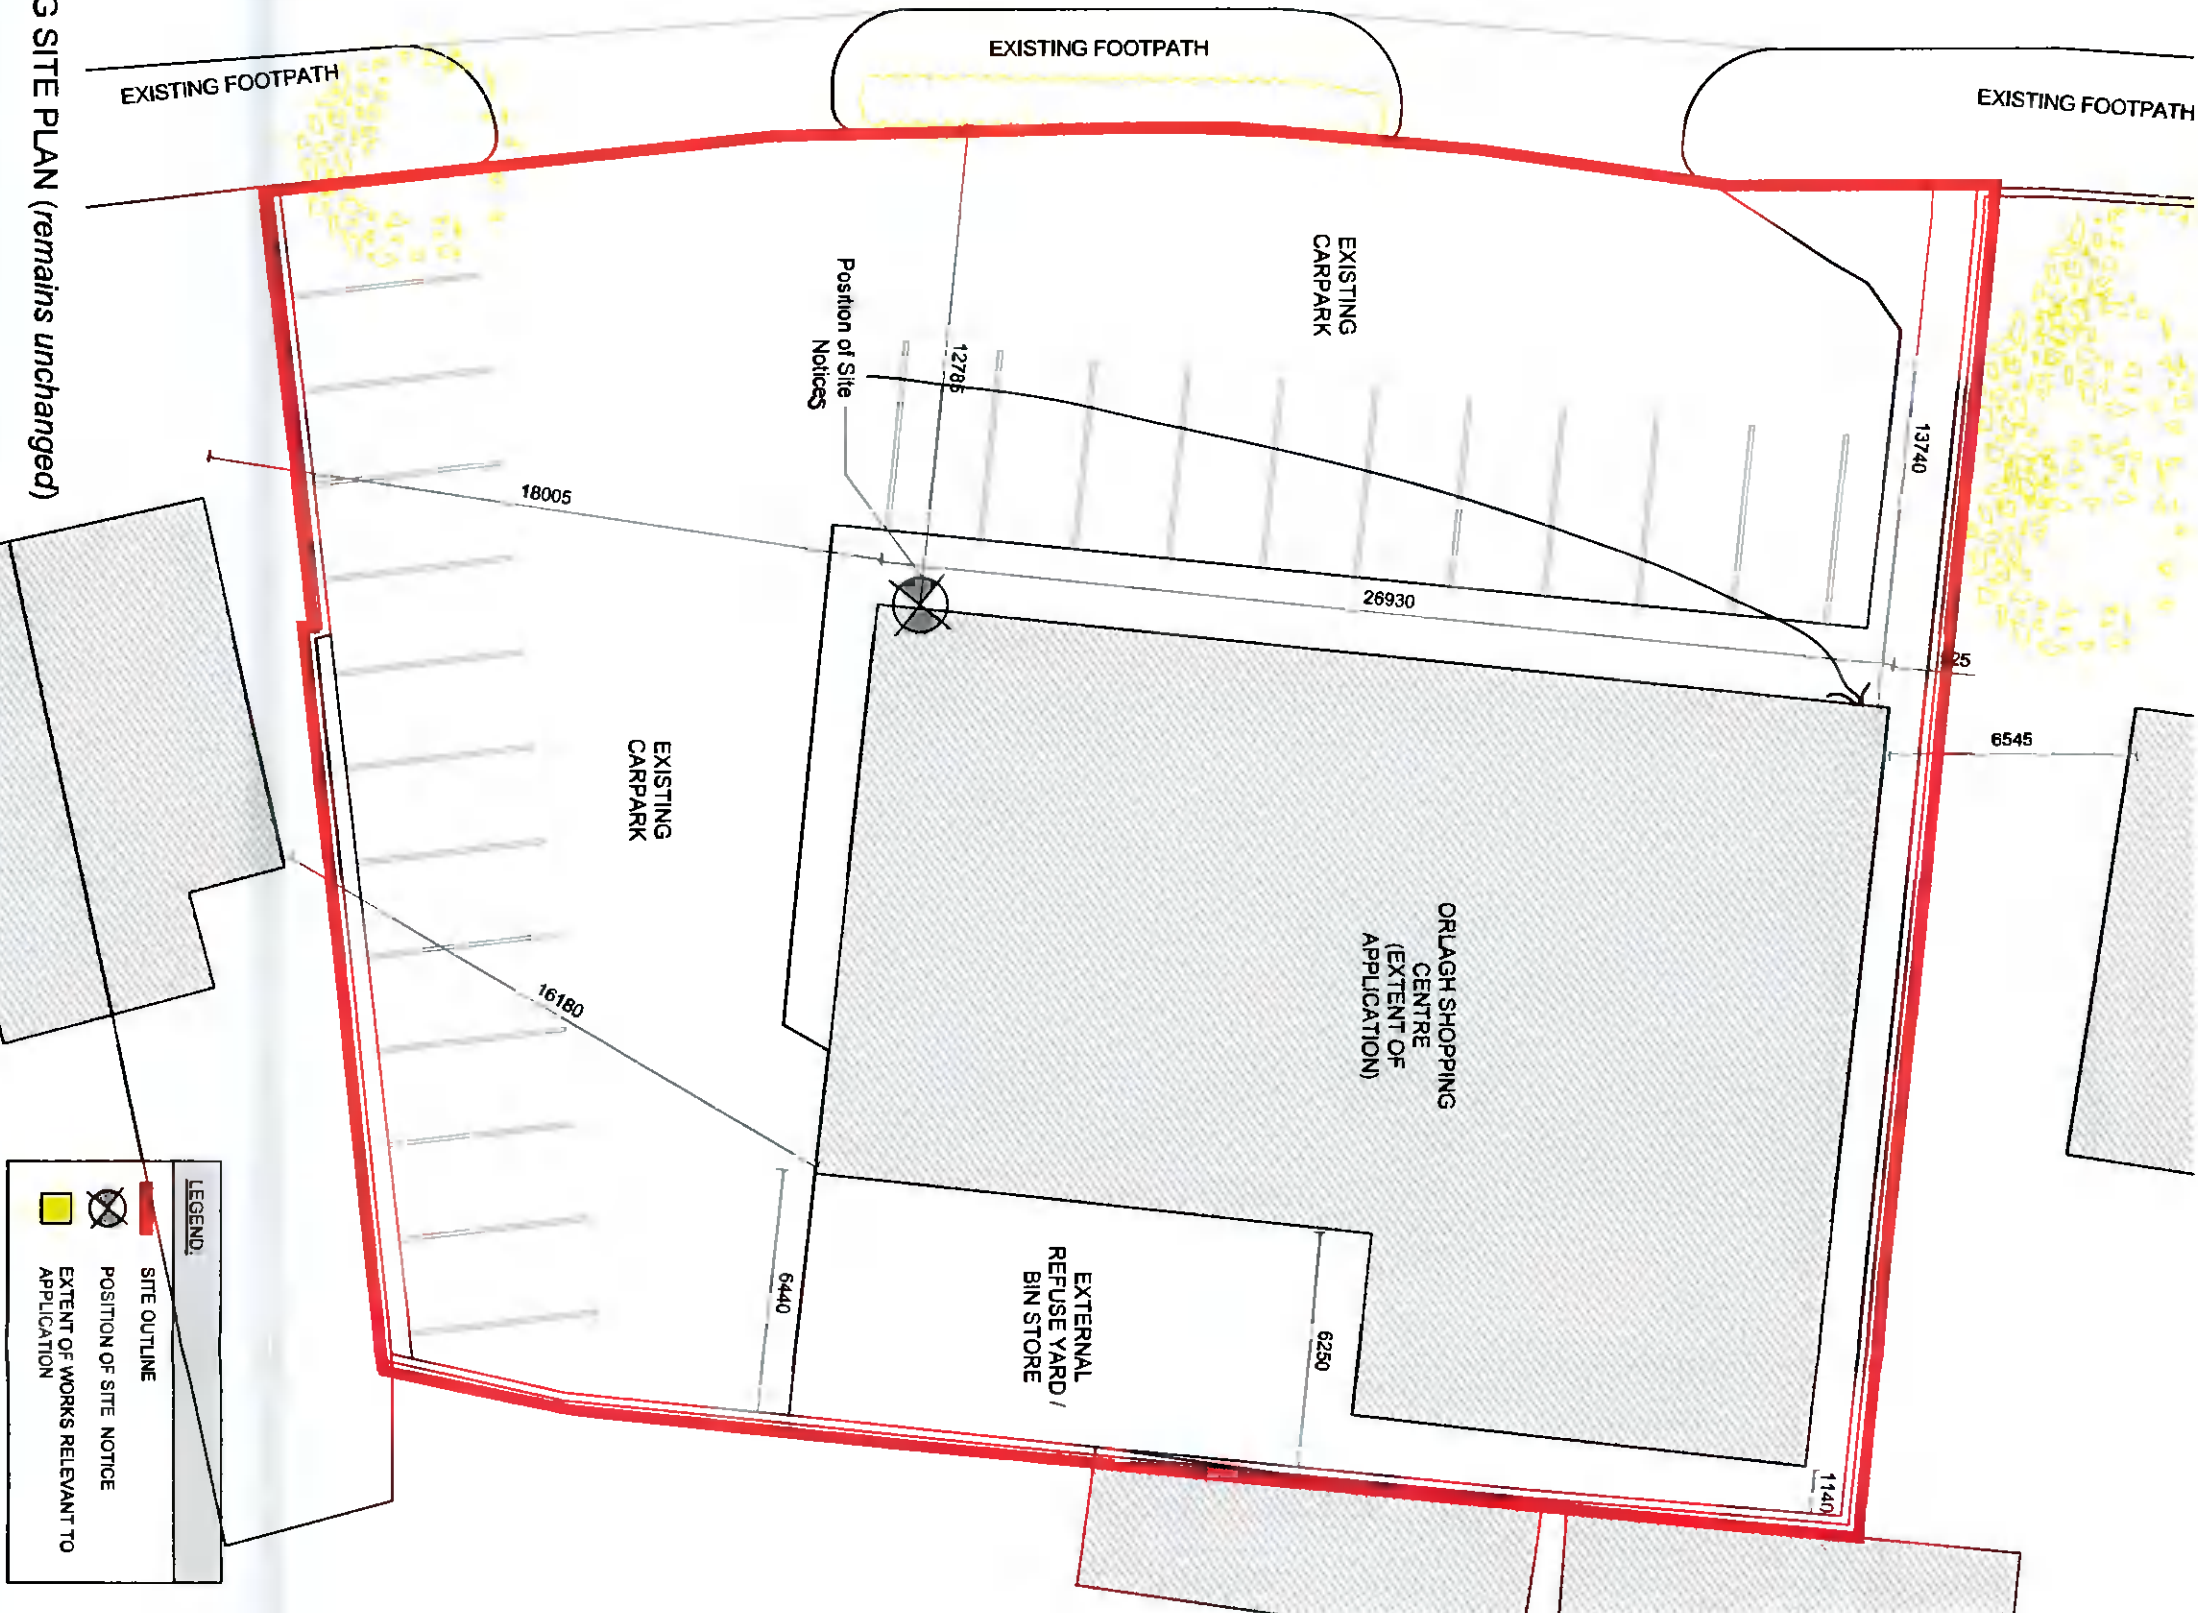 G SITE PLAN (remains unchanged)
EXISTING FOOTPATH
EXISTING FOOTPATH
EXISTING FOOTPATH
EXISTING
CARPARK
Position of Site
Notices
12785
13740
18005
26930
25
6545
EXISTING
CARPARK
ORLAGH SHOPPING
CENTRE
(EXTENT OF
APPLICATION)
16180
6440
EXTERNAL
REFUSE YARD /
BIN STORE
6250
1140
LEGEND:
SITE OUTLINE
POSITION OF SITE NOTICE
EXTENT OF WORKS RELEVANT TO
APPLICATION